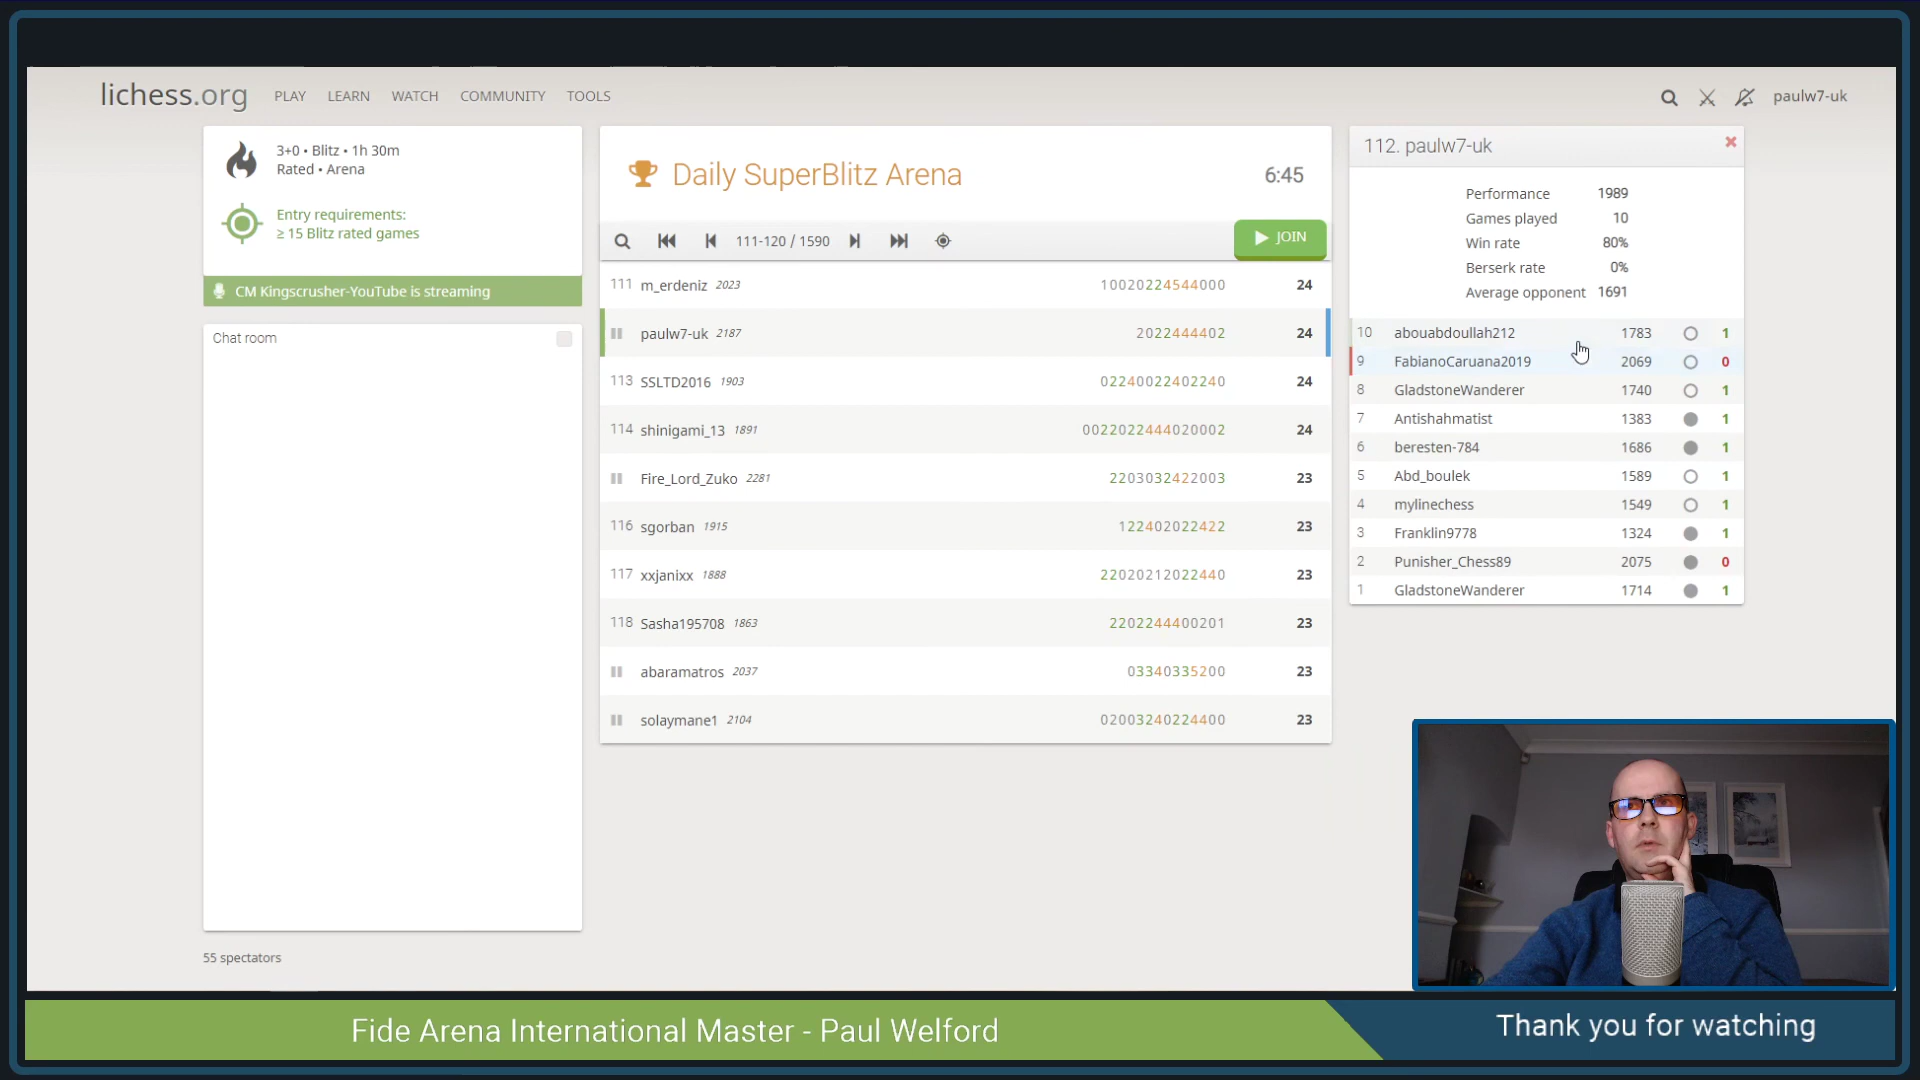 lichess.org PLAY LEARN WATCH COMMUNITY TOOLS paulw7-uk
3+0 • Blitz • 1h 30m
Rated • Arena
Entry requirements:
≥ 15 Blitz rated games
CM Kingscrusher-YouTube is streaming
Chat room
55 spectators
Daily SuperBlitz Arena 6:45
111-120 / 1590 JOIN
111 m_erdeniz 2023 10020224544000 24
paulw7-uk 2187 2022444402 24
113 SSLTD2016 1903 02240022402240 24
114 shinigami_13 1891 0022022444020002 24
Fire_Lord_Zuko 2281 2203032422003 23
116 sgorban 1915 122402022422 23
117 xxjanixx 1888 22020212022440 23
118 Sasha195708 1863 2202244400201 23
abaramatros 2037 03340335200 23
solaymane1 2104 02003240224400 23
112. paulw7-uk
Performance 1989
Games played 10
Win rate 80%
Berserk rate 0%
Average opponent 1691
10 abouabdoullah212 1783 1
9 FabianoCaruana2019 2069 0
8 GladstoneWanderer 1740 1
7 Antishahmatist 1383 1
6 beresten-784 1686 1
5 Abd_boulek 1589 1
4 mylinechess 1549 1
3 Franklin9778 1324 1
2 Punisher_Chess89 2075 0
1 GladstoneWanderer 1714 1
Fide Arena International Master - Paul Welford
Thank you for watching